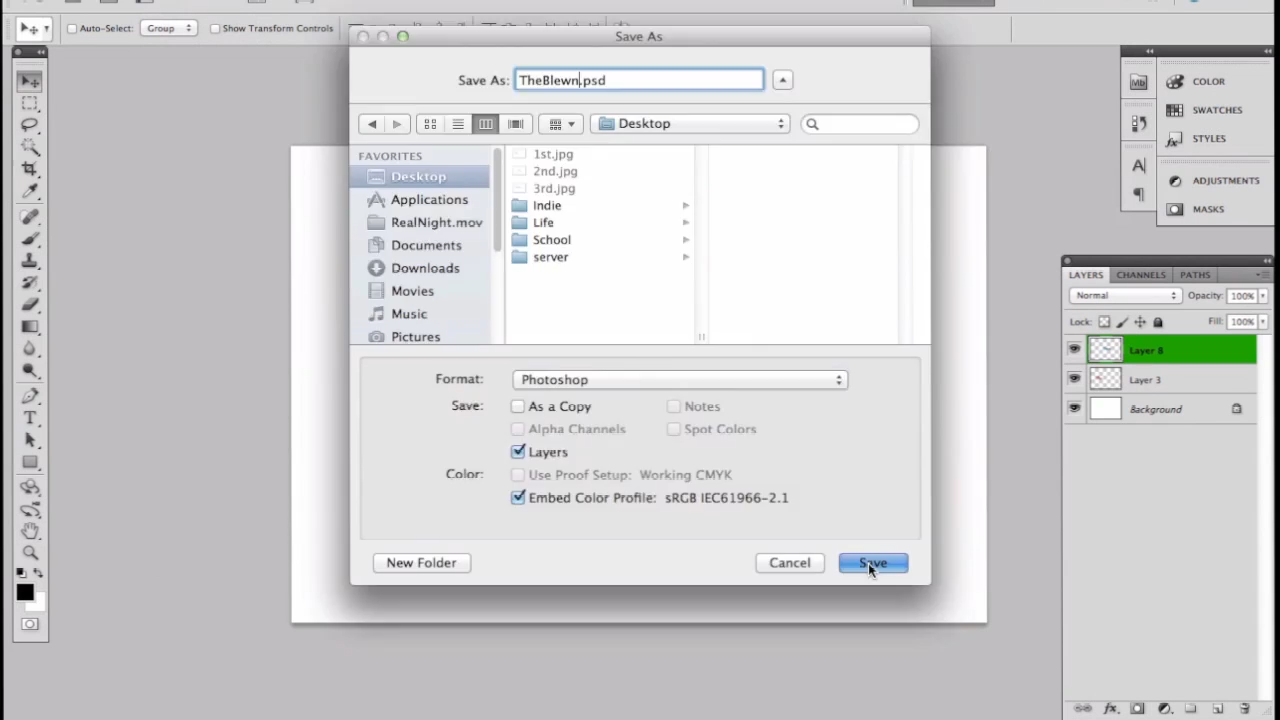 Auto-Select: Group Show Transform Controls
Save As
Save As: TheBlewn.psd
Desktop
FAVORITES
Desktop
Applications
RealNight.mov
Documents
Downloads
Movies
Music
Pictures
1st.jpg
2nd.jpg
3rd.jpg
Indie
Life
School
server
Format: Photoshop
Save: As a Copy Notes
Alpha Channels Spot Colors
Layers
Color: Use Proof Setup: Working CMYK
Embed Color Profile: sRGB IEC61966-2.1
New Folder Cancel Save
COLOR
SWATCHES
STYLES
ADJUSTMENTS
MASKS
LAYERS CHANNELS PATHS
Normal Opacity: 100%
Lock: Fill: 100%
Layer 8
Layer 3
Background